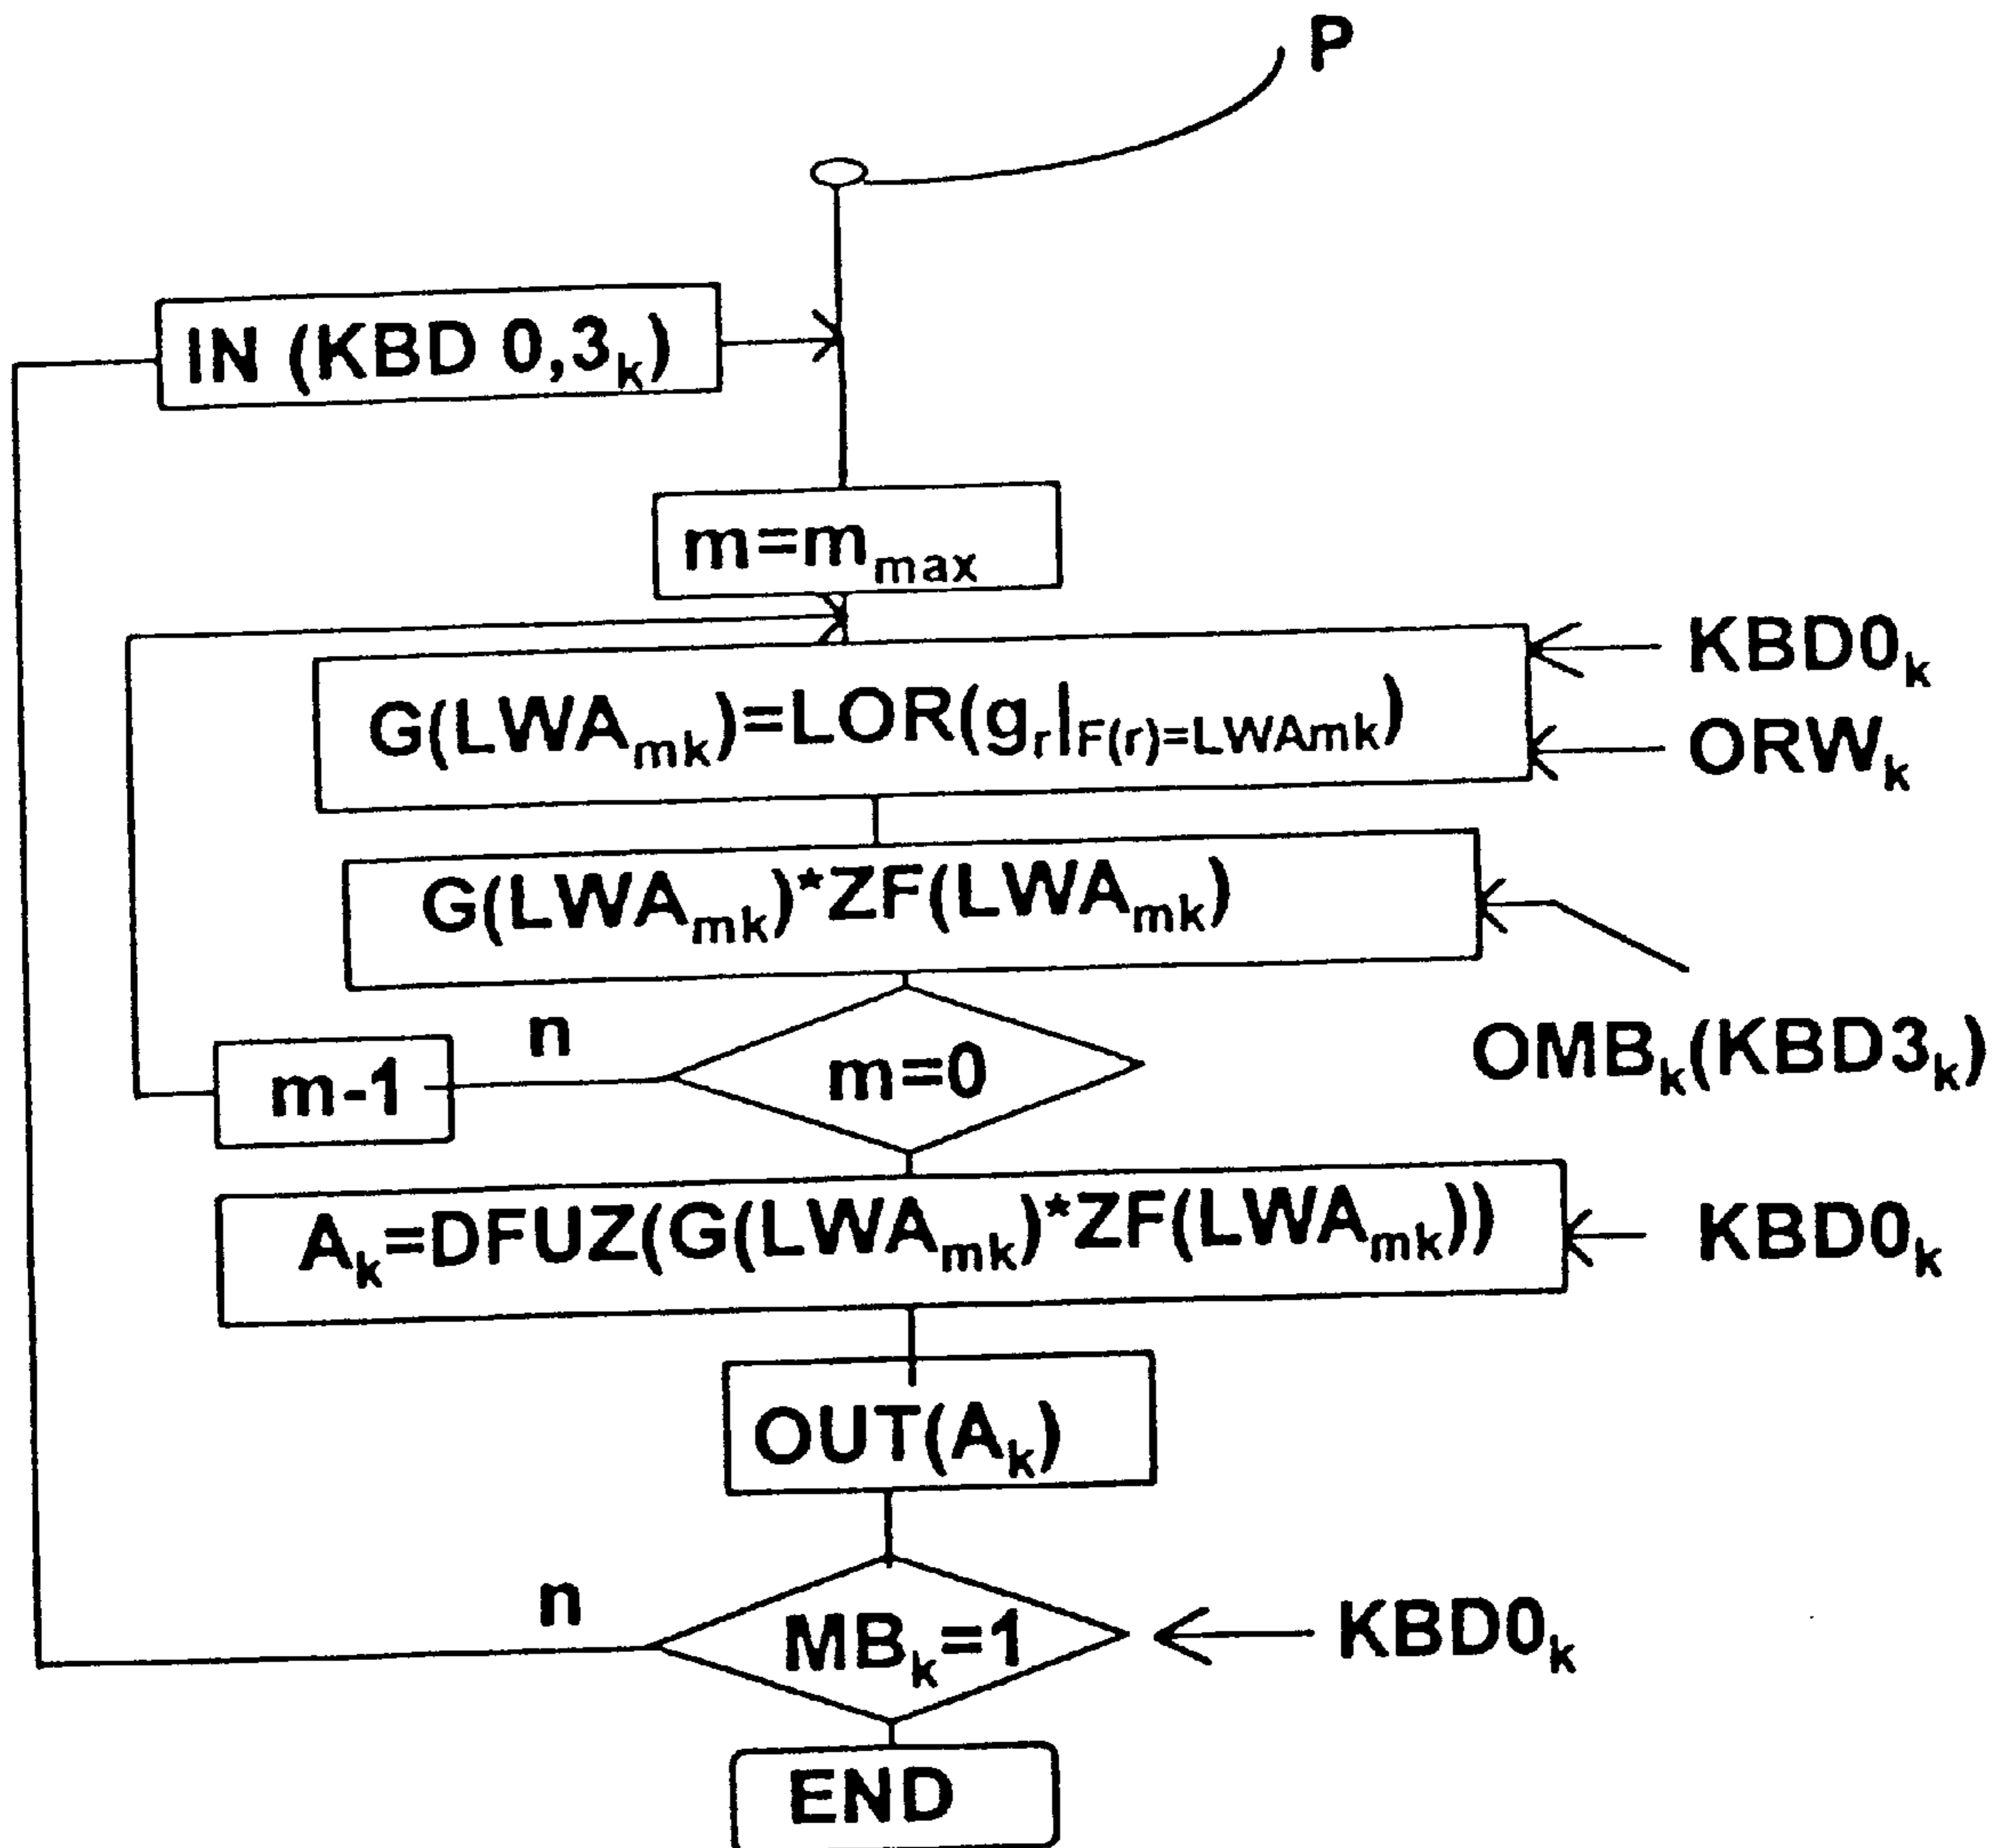 P
IN (KBD 0,3k)
m=mmax
KBD0k
G(LWAmk)=LOR(gr|F(r)=LWAmk)
ORWk
G(LWAmk)*ZF(LWAmk)
n
m-1
m=0
OMBk(KBD3k)
Ak=DFUZ(G(LWAmk)*ZF(LWAmk))
KBD0k
OUT(Ak)
n
MBk=1
KBD0k
END